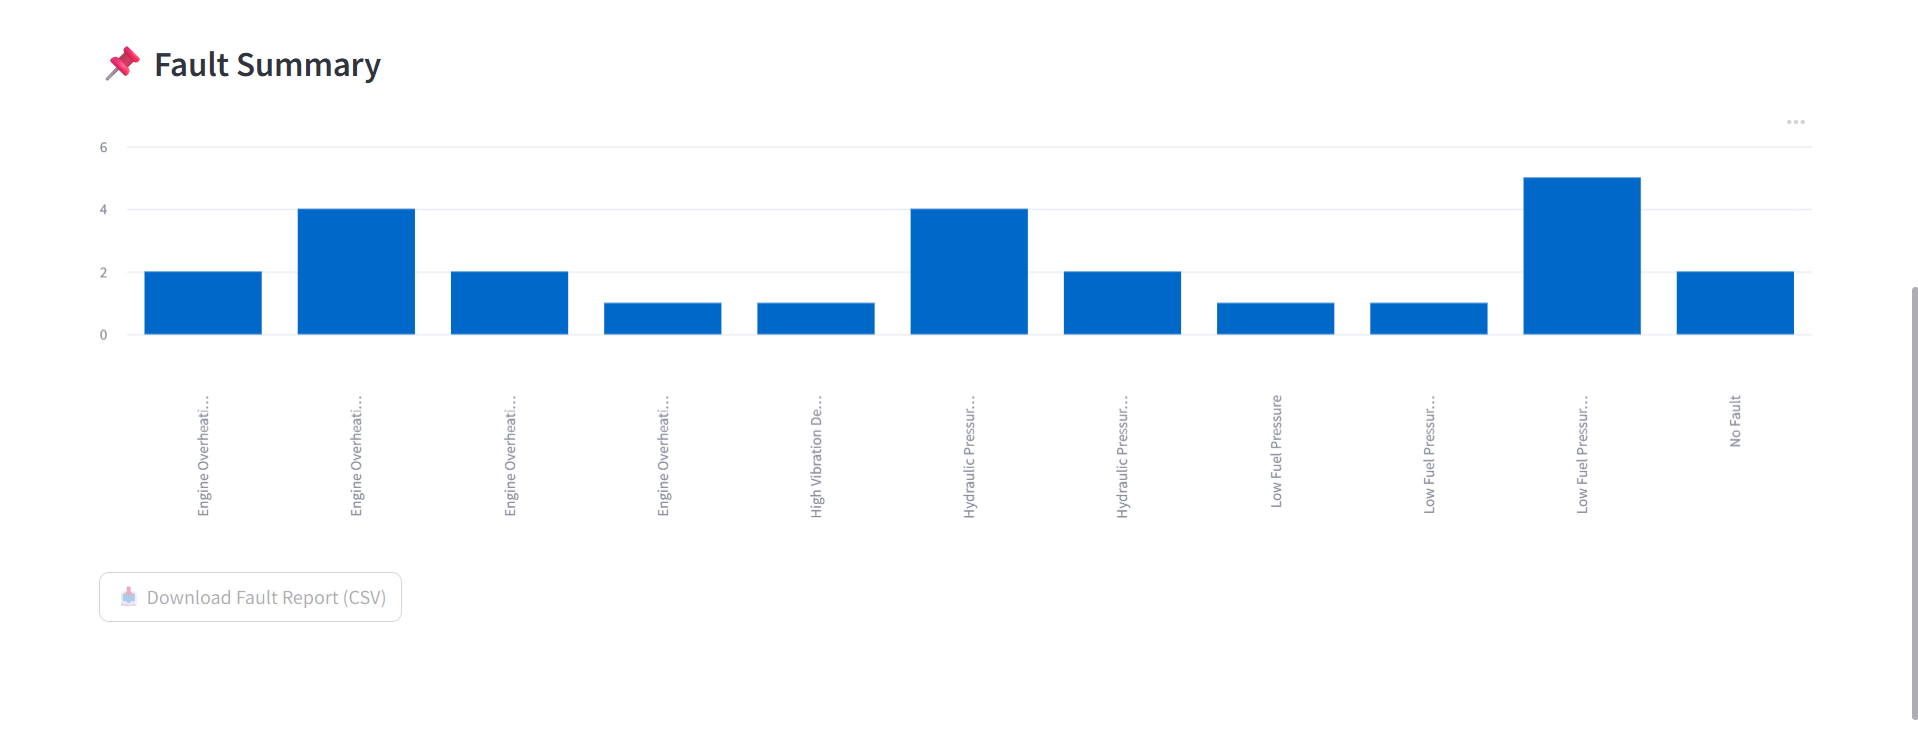 📌 Fault Summary
6
4
2
0
Engine Overheati...
Engine Overheati...
Engine Overheati...
Engine Overheati...
High Vibration De...
Hydraulic Pressur...
Hydraulic Pressur...
Low Fuel Pressure
Low Fuel Pressur...
Low Fuel Pressur...
No Fault
📥 Download Fault Report (CSV)